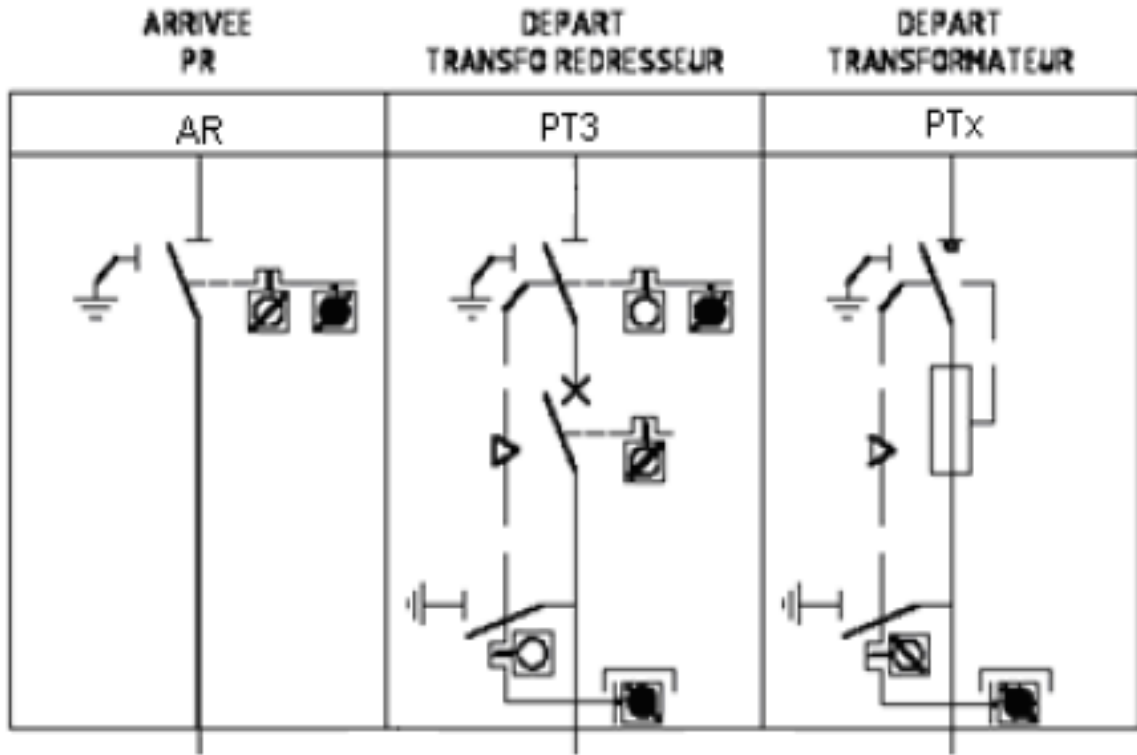 ARRIVEE
PR
DEPART
TRANSFO REDRESSEUR
DEPART
TRANSFORMATEUR
AR
PT3
PTx